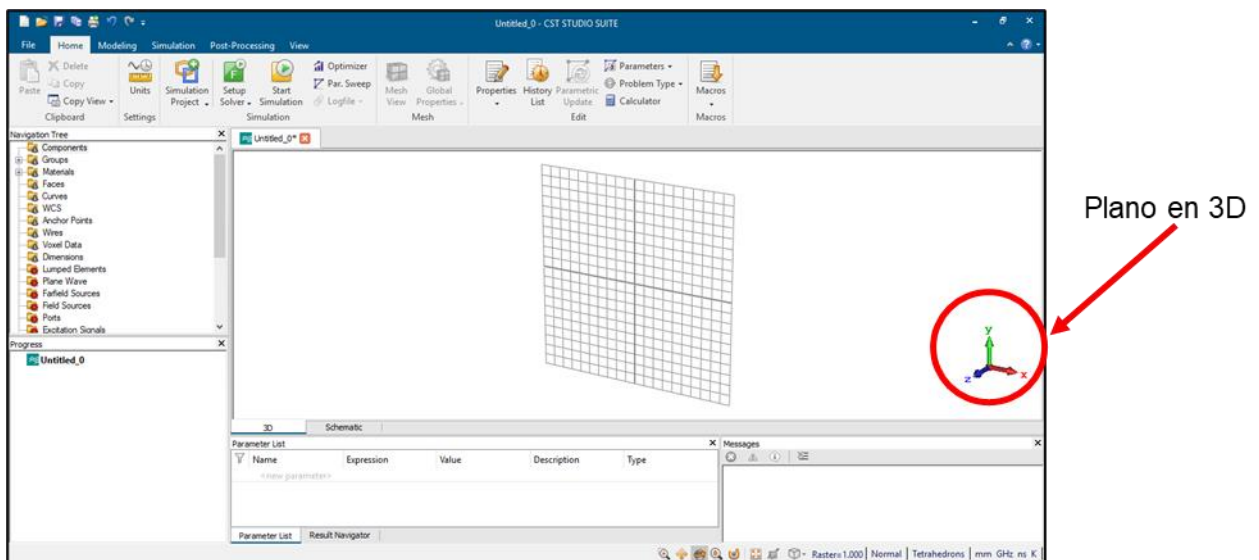 Untitled_0 - CST STUDIO SUITE
File Home Modeling Simulation Post-Processing View
Paste
Delete
Copy
Copy View
Clipboard
Units
Settings
Simulation Project
Setup Solver
Start Simulation
Optimizer
Par. Sweep
Logfile
Simulation
Mesh View
Global Properties
Mesh
Properties
History List
Parametric Update
Parameters
Problem Type
Calculator
Edit
Macros
Macros
Navigation Tree
Components
Groups
Materials
Faces
Curves
WCS
Anchor Points
Wires
Voxel Data
Dimensions
Lumped Elements
Plane Wave
Farfield Sources
Field Sources
Ports
Excitation Signals
Progress
Untitled_0
Untitled_0*
y
z
x
Plano en 3D
3D Schematic
Parameter List
Name Expression Value Description Type
<new parameter>
Parameter List Result Navigator
Messages
Raster=1.000 Normal Tetrahedrons mm GHz ns K